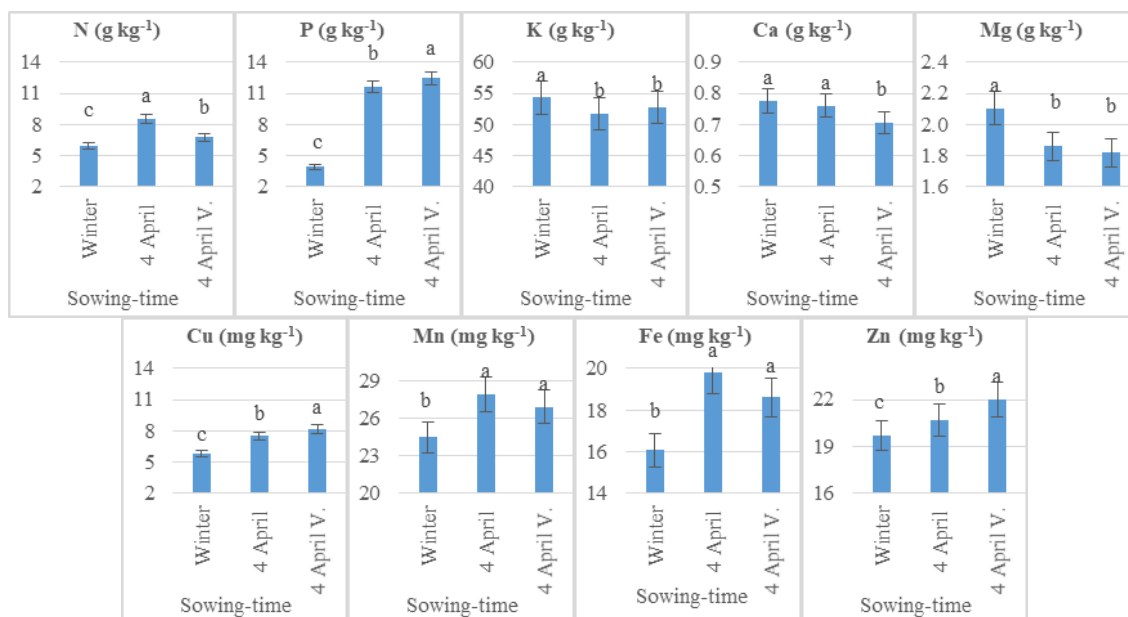 N (g kg⁻¹)
14
11
8
5
2
c
a
b
Winter
4 April
4 April V.
Sowing-time
P (g kg⁻¹)
14
11
8
5
2
c
b
a
Winter
4 April
4 April V.
Sowing-time
K (g kg⁻¹)
60
55
50
45
40
a
b
b
Winter
4 April
4 April V.
Sowing-time
Ca (g kg⁻¹)
0.9
0.8
0.7
0.6
0.5
a
a
b
Winter
4 April
4 April V.
Sowing-time
Mg (g kg⁻¹)
2.4
2.2
2.0
1.8
1.6
a
b
b
Winter
4 April
4 April V.
Sowing-time
Cu (mg kg⁻¹)
14
11
8
5
2
c
b
a
Winter
4 April
4 April V.
Sowing-time
Mn (mg kg⁻¹)
29
26
23
20
b
a
a
Winter
4 April
4 April V.
Sowing-time
Fe (mg kg⁻¹)
20
18
16
14
b
a
a
Winter
4 April
4 April V.
Sowing-time
Zn (mg kg⁻¹)
22
19
16
c
b
a
Winter
4 April
4 April V.
Sowing-time